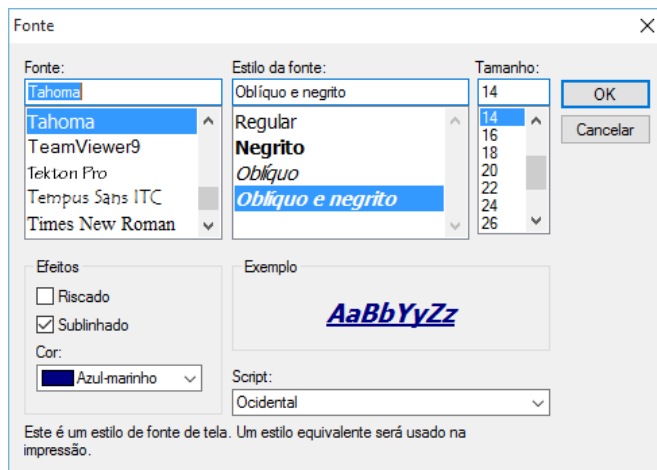 Fonte
Fonte:
Tahoma
Tahoma
TeamViewer9
Tekton Pro
Tempus Sans ITC
Times New Roman
Estilo da fonte:
Oblíquo e negrito
Regular
Negrito
Oblíquo
Oblíquo e negrito
Tamanho:
14
14
16
18
20
22
24
26
OK
Cancelar
Efeitos
Riscado
Sublinhado
Cor:
Azul-marinho
Exemplo
AaBbYyZz
Script:
Ocidental
Este é um estilo de fonte de tela. Um estilo equivalente será usado na
impressão.